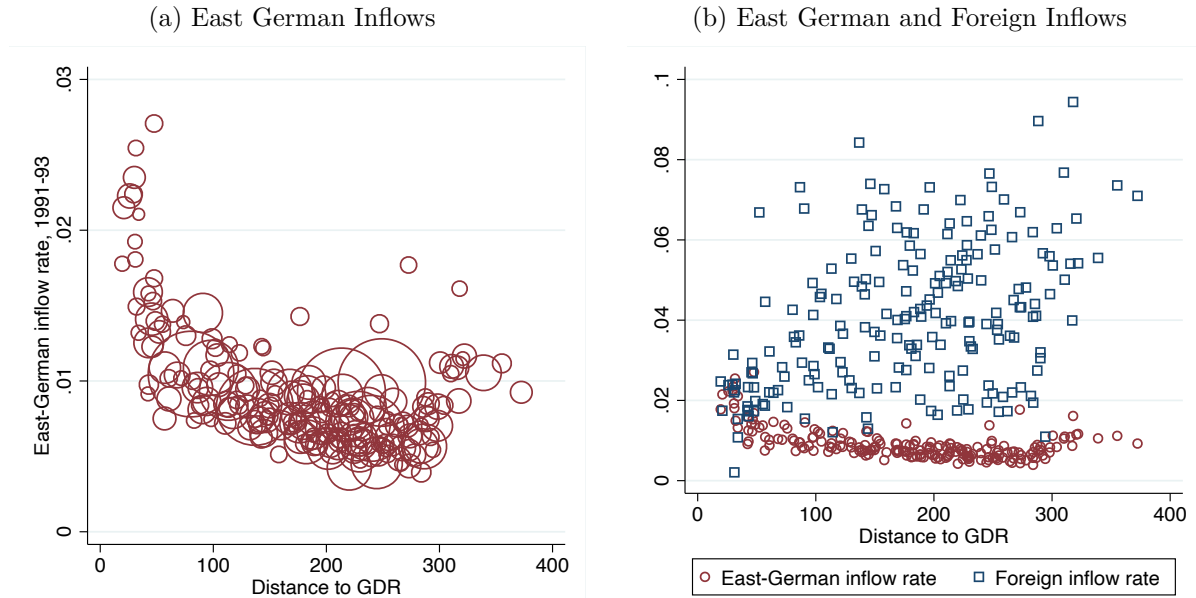 (a) East German Inflows
East-German inflow rate, 1991-93
.03
.02
.01
0
0 100 200 300 400
Distance to GDR
(b) East German and Foreign Inflows
.1
.08
.06
.04
.02
0
0 100 200 300 400
Distance to GDR
East-German inflow rate Foreign inflow rate